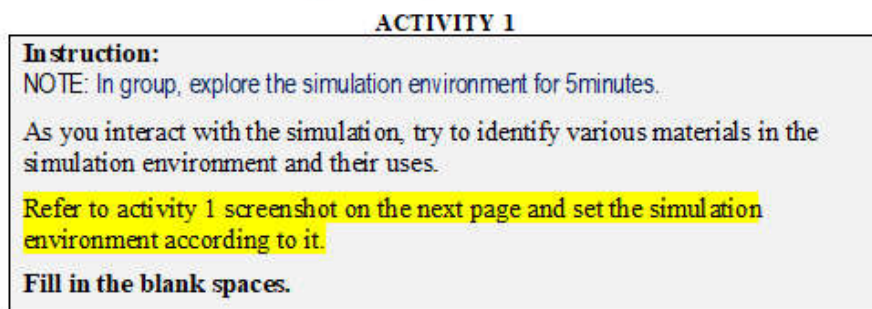 ACTIVITY 1
Instruction:
NOTE: In group, explore the simulation environment for 5minutes.
As you interact with the simulation, try to identify various materials in the
simulation environment and their uses.
Refer to activity 1 screenshot on the next page and set the simulation
environment according to it.
Fill in the blank spaces.